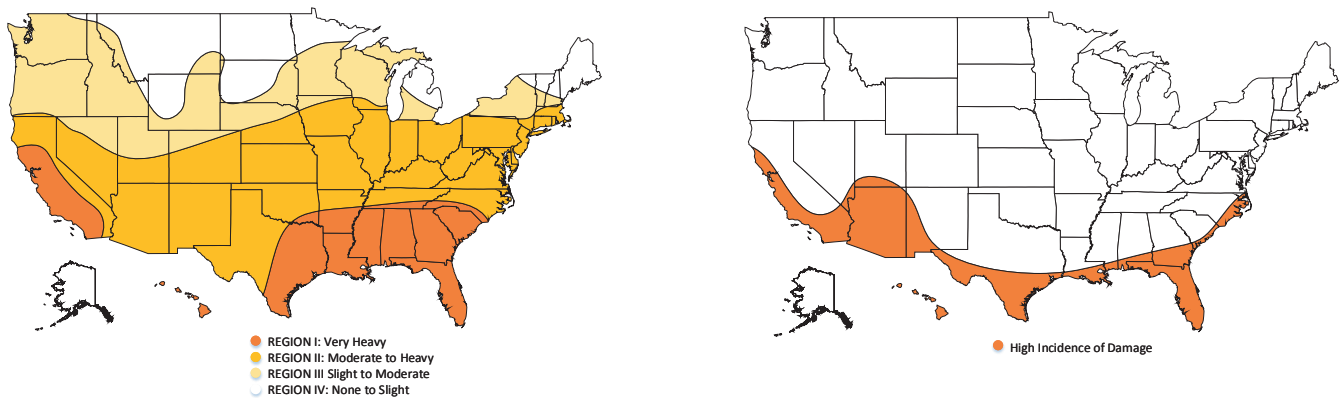 REGION I: Very Heavy
REGION II: Moderate to Heavy
REGION III Slight to Moderate
REGION IV: None to Slight
High Incidence of Damage